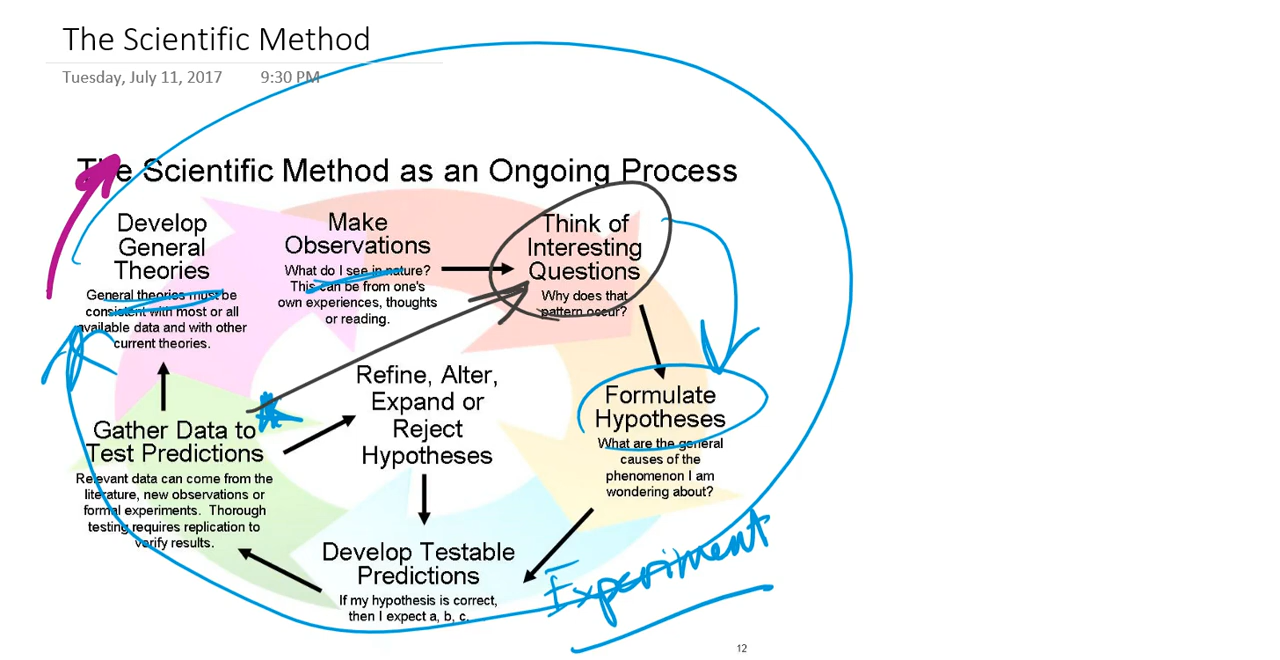 The Scientific Method
Tuesday, July 11, 2017 9:30 PM
The Scientific Method as an Ongoing Process
Develop
General
Theories
General theories must be
consistent with most or all
available data and with other
current theories.
Make
Observations
What do I see in nature?
This can be from one's
own experiences, thoughts
or reading.
Think of
Interesting
Questions
Why does that
pattern occur?
Refine, Alter,
Expand or
Reject
Hypotheses
Formulate
Hypotheses
What are the general
causes of the
phenomenon I am
wondering about?
Gather Data to
Test Predictions
Relevant data can come from the
literature, new observations or
formal experiments. Thorough
testing requires replication to
verify results.
Develop Testable
Predictions
If my hypothesis is correct,
then I expect a, b, c.
Experiment
12